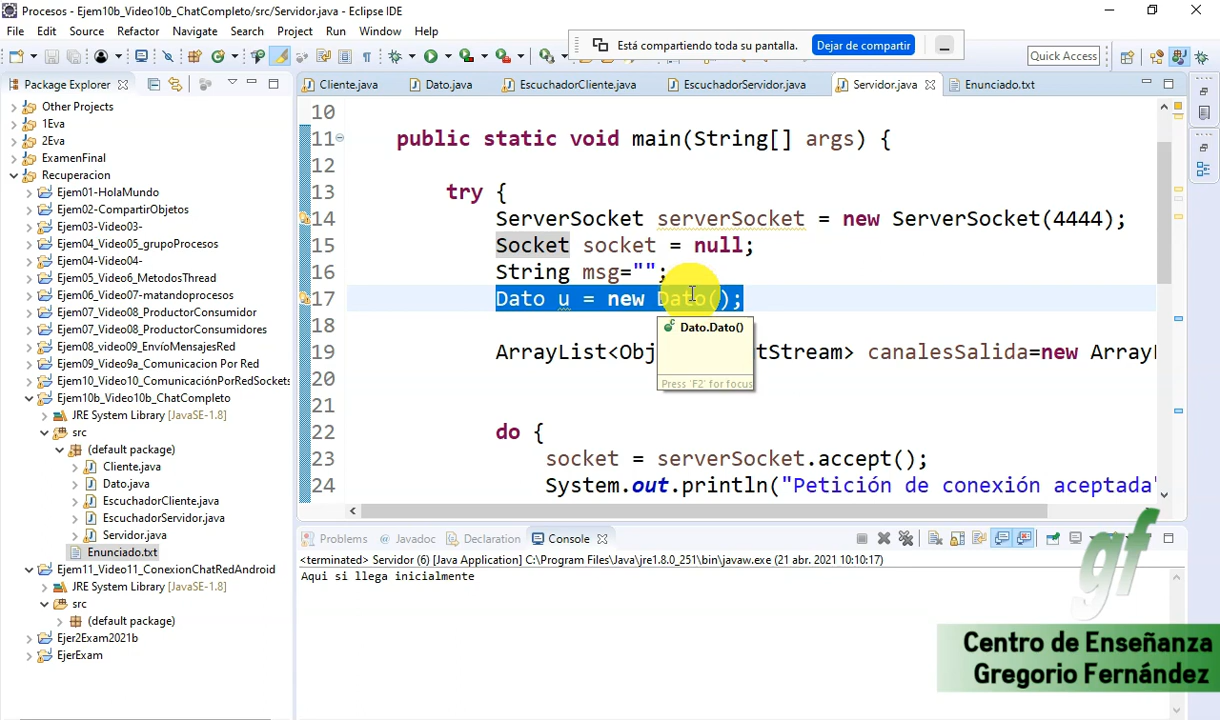 Procesos - Ejem10b_Video10b_ChatCompleto/src/Servidor.java - Eclipse IDE
File Edit Source Refactor Navigate Search Project Run Window Help
Está compartiendo toda su pantalla. Dejar de compartir
Quick Access
Package Explorer
Cliente.java Dato.java EscuchadorCliente.java EscuchadorServidor.java Servidor.java Enunciado.txt
Other Projects
1Eva
2Eva
ExamenFinal
Recuperacion
Ejem01-HolaMundo
Ejem02-CompartirObjetos
Ejem03-Video03-
Ejem04_Video05_grupoProcesos
Ejem04_Video04-
Ejem05_Video6_MetodosThread
Ejem06_Video07-matandoprocesos
Ejem07_Video08_ProductorConsumidor
Ejem07_Video08_ProductorConsumidores
Ejem08_video09_EnvíoMensajesRed
Ejem09_Video9a_Comunicacion Por Red
Ejem10_Video10_ComunicaciónPorRedSockets
Ejem10b_Video10b_ChatCompleto
JRE System Library [JavaSE-1.8]
src
(default package)
Cliente.java
Dato.java
EscuchadorCliente.java
EscuchadorServidor.java
Servidor.java
Enunciado.txt
Ejem11_Video11_ConexionChatRedAndroid
JRE System Library [JavaSE-1.8]
src
(default package)
Ejer2Exam2021b
EjerExam
10
11 public static void main(String[] args) {
12
13 try {
14 ServerSocket serverSocket = new ServerSocket(4444);
15 Socket socket = null;
16 String msg="";
17 Dato u = new Dato();
18
19 ArrayList<Obj tStream> canalesSalida=new ArrayL
20
21
22 do {
23 socket = serverSocket.accept();
24 System.out.println("Petición de conexión aceptada"
Dato.Dato()
Press 'F2' for focus
Problems Javadoc Declaration Console
<terminated> Servidor (6) [Java Application] C:\Program Files\Java\jre1.8.0_251\bin\javaw.exe (21 abr. 2021 10:10:17)
Aqui si llega inicialmente
gf
Centro de Enseñanza
Gregorio Fernández